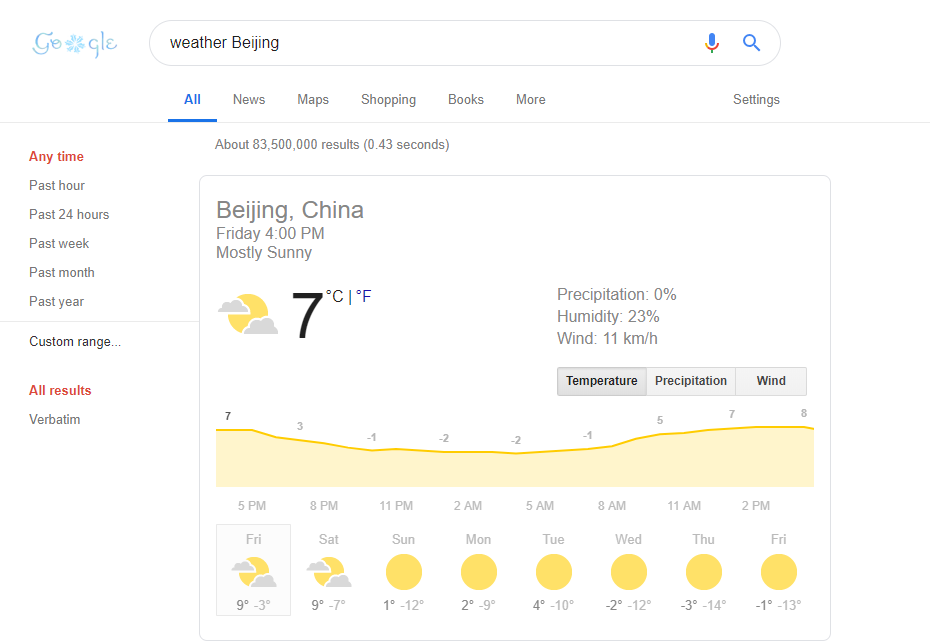 Google
weather Beijing
All News Maps Shopping Books More Settings
About 83,500,000 results (0.43 seconds)
Any time
Past hour
Past 24 hours
Past week
Past month
Past year
Custom range...
All results
Verbatim
Beijing, China
Friday 4:00 PM
Mostly Sunny
7 °C | °F
Precipitation: 0%
Humidity: 23%
Wind: 11 km/h
Temperature Precipitation Wind
7 3 -1 -2 -2 -1 5 7 8
5 PM 8 PM 11 PM 2 AM 5 AM 8 AM 11 AM 2 PM
Fri Sat Sun Mon Tue Wed Thu Fri
9° -3° 9° -7° 1° -12° 2° -9° 4° -10° -2° -12° -3° -14° -1° -13°